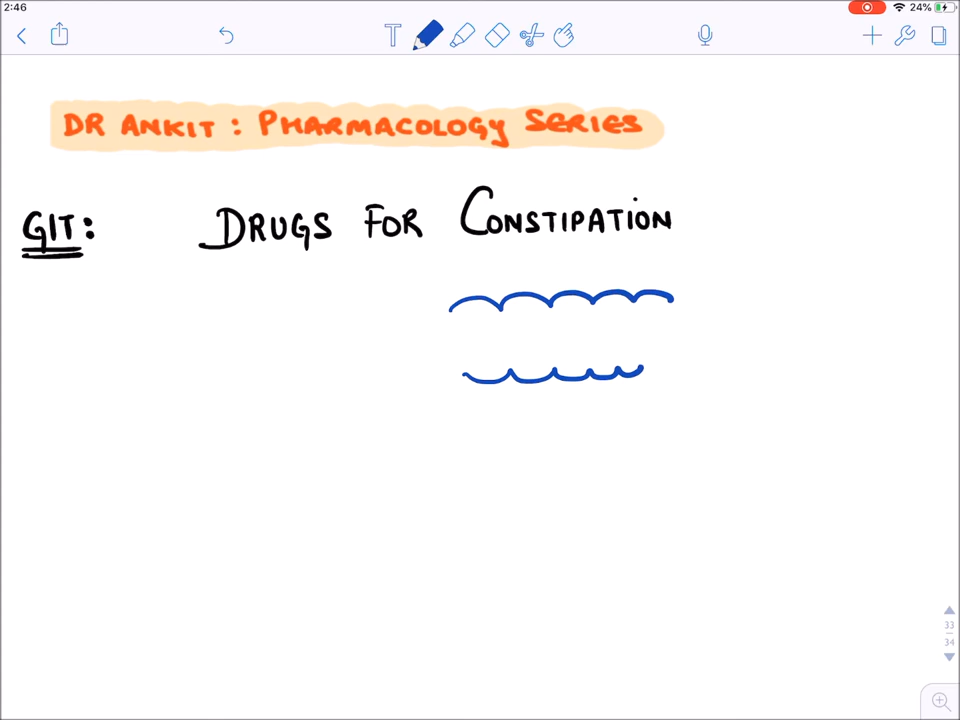 2:46
24%
T
DR ANKIT : PHARMACOLOGY SERIES
GIT: DRUGS FOR CONSTIPATION
33
34